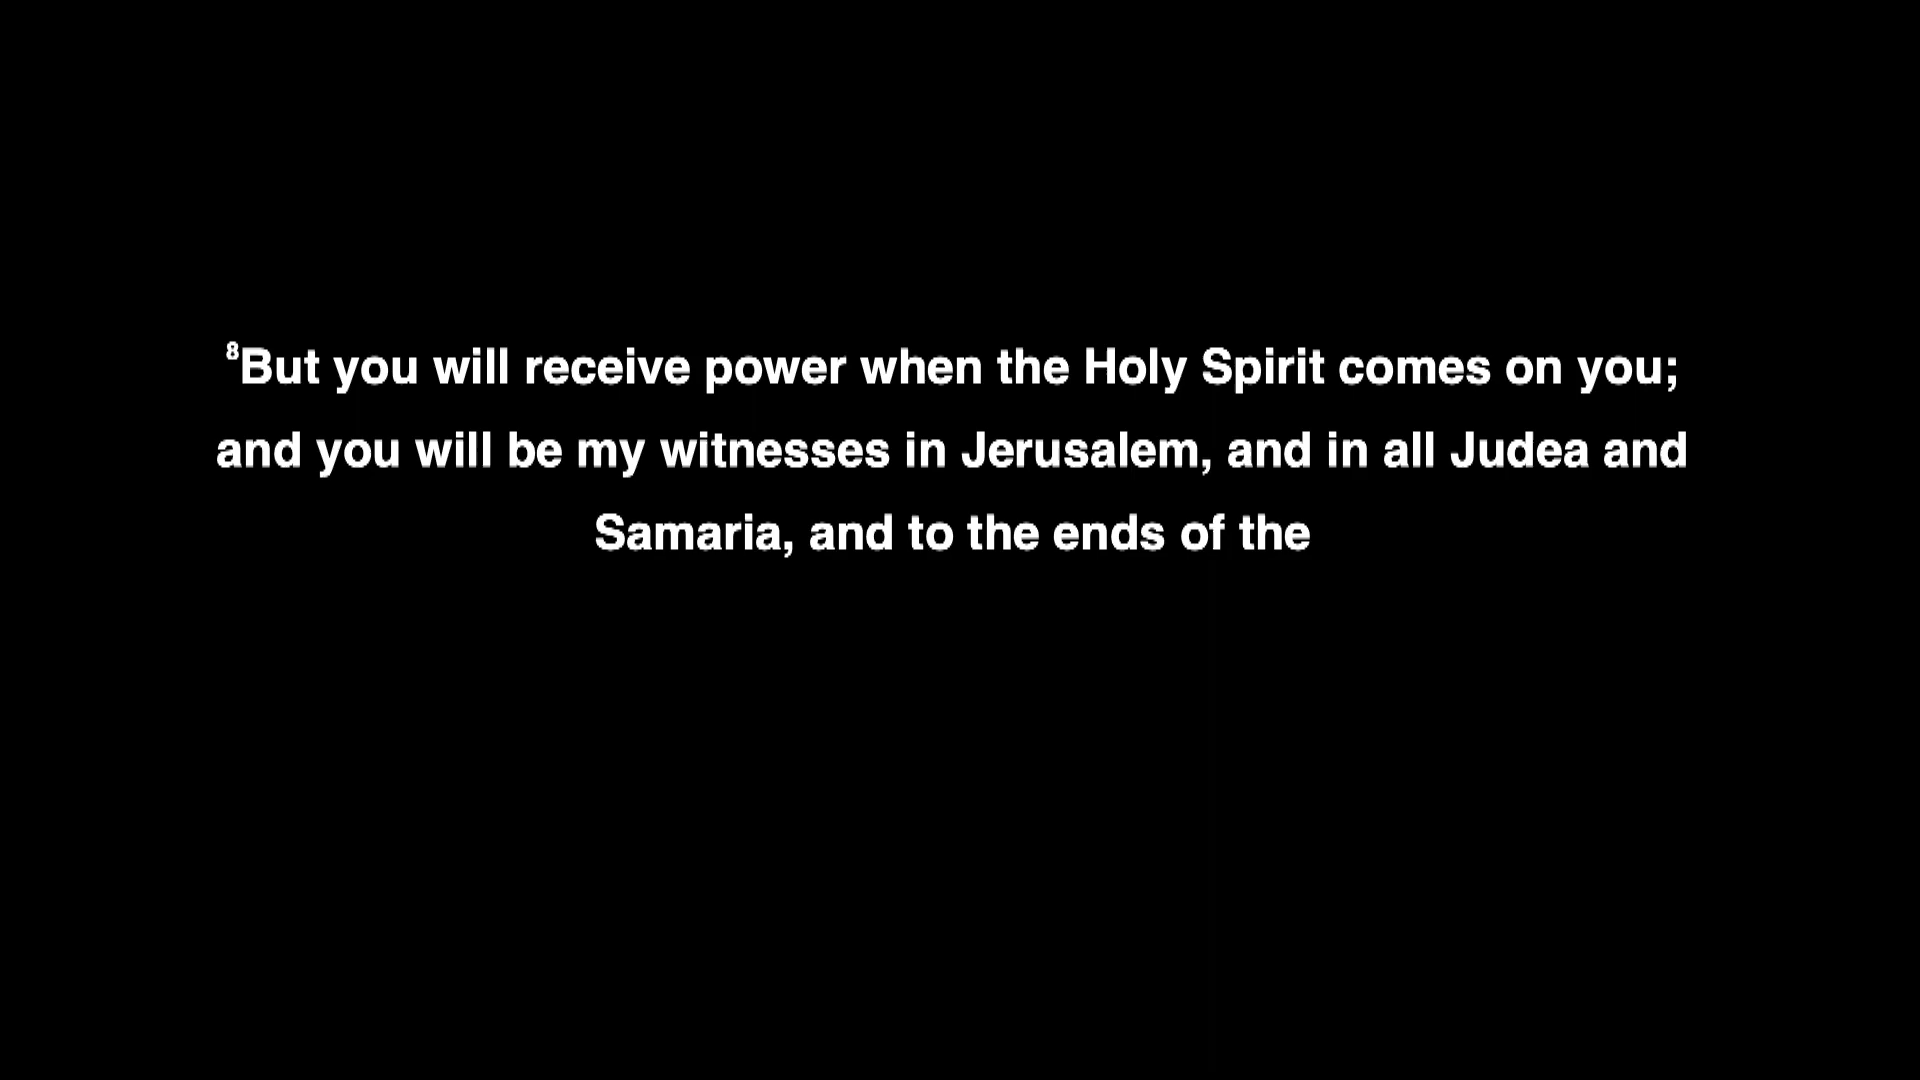 ⁸But you will receive power when the Holy Spirit comes on you;
and you will be my witnesses in Jerusalem, and in all Judea and
Samaria, and to the ends of the